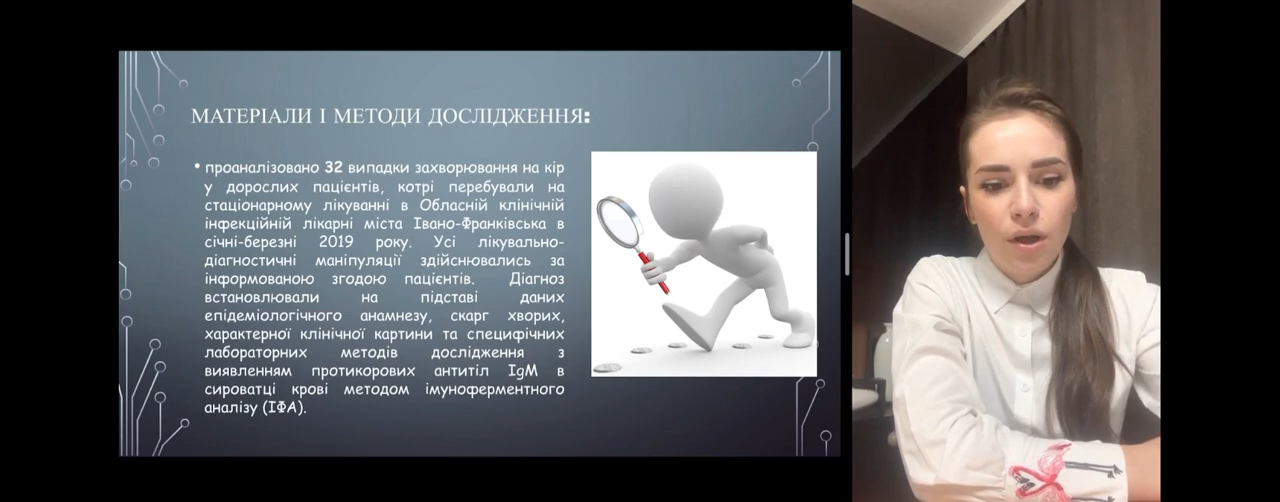 МАТЕРІАЛИ І МЕТОДИ ДОСЛІДЖЕННЯ:
• проаналізовано 32 випадки захворювання на кір
у дорослих пацієнтів, котрі перебували на
стаціонарному лікуванні в Обласній клінічній
інфекційній лікарні міста Івано-Франківська в
січні-березні 2019 року. Усі лікувально-
діагностичні маніпуляції здійснювались за
інформованою згодою пацієнтів. Діагноз
встановлювали на підставі даних
епідеміологічного анамнезу, скарг хворих,
характерної клінічної картини та специфічних
лабораторних методів дослідження з
виявленням протикорових антитіл IgM в
сироватці крові методом імуноферментного
аналізу (ІФА).